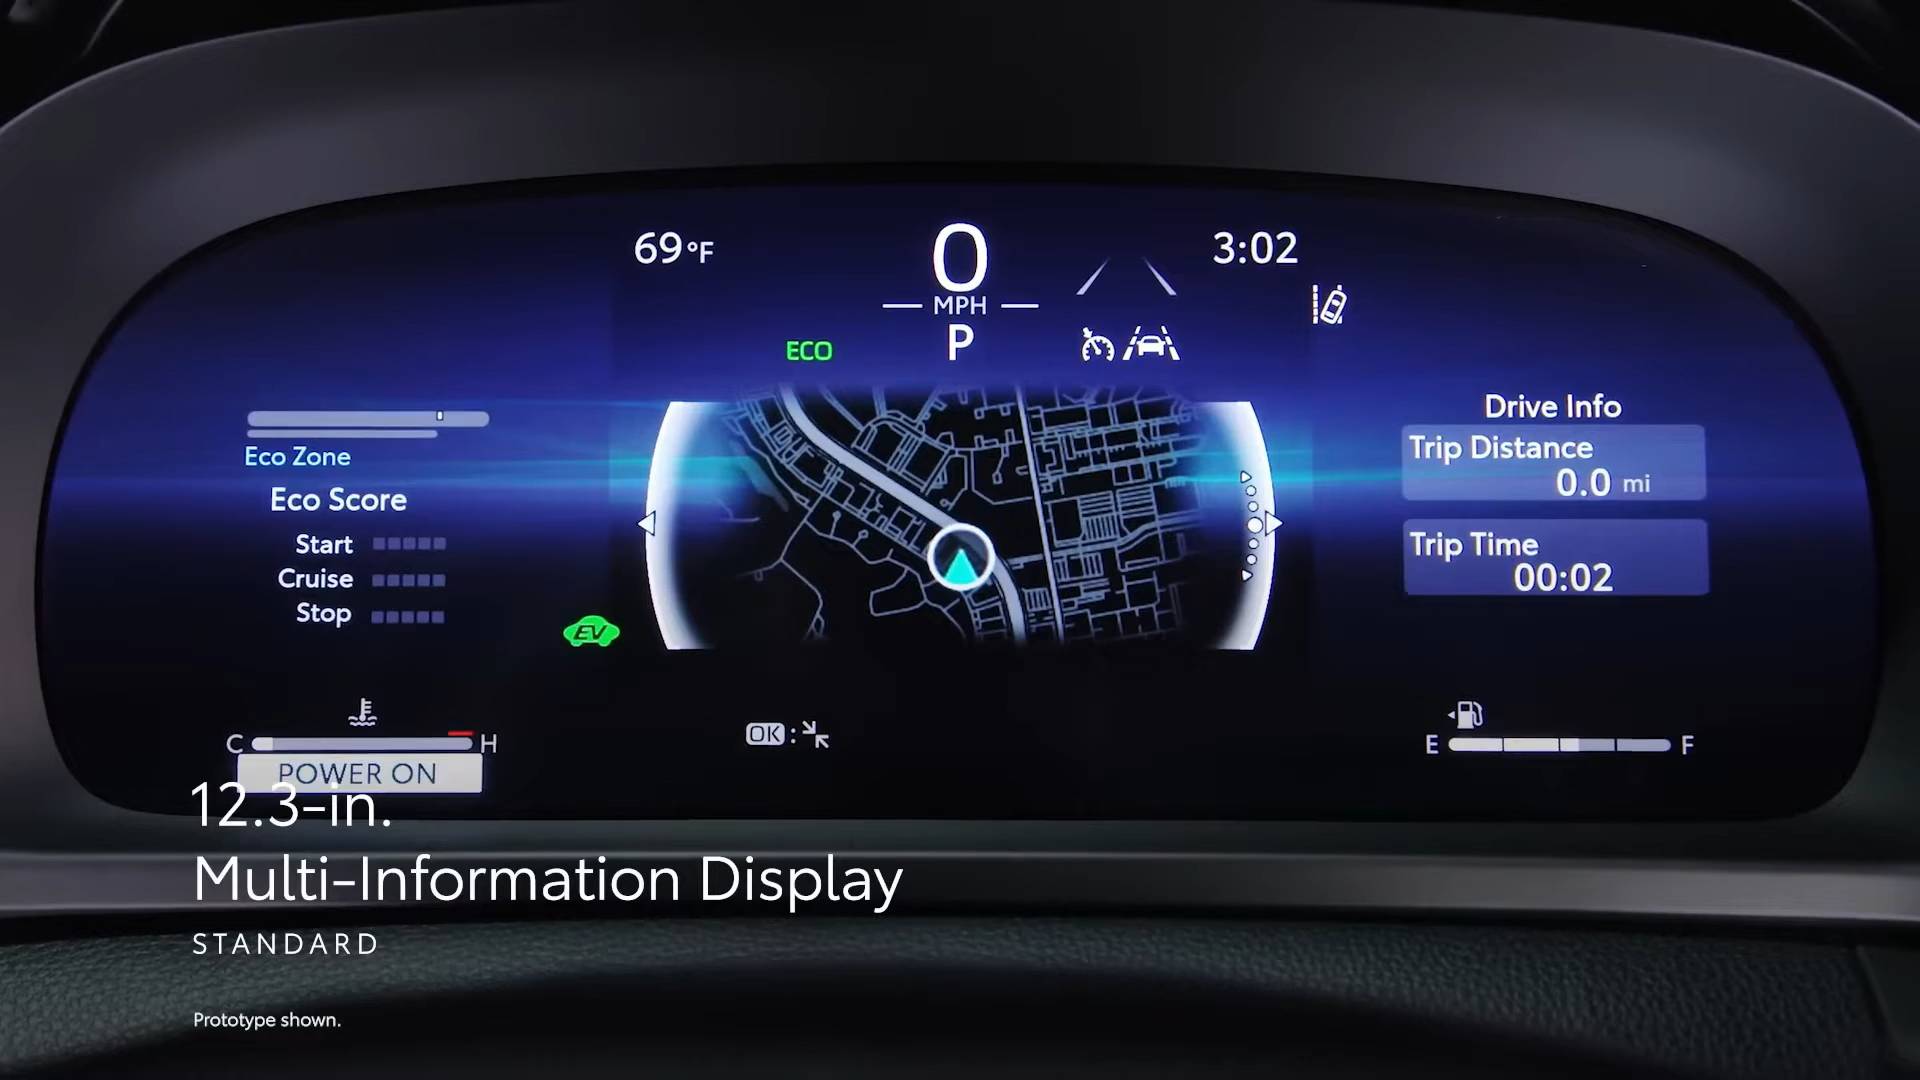 69°F
0
MPH
P
3:02
ECO
Eco Zone
Eco Score
Start
Cruise
Stop
EV
Drive Info
Trip Distance
0.0 mi
Trip Time
00:02
OK:
C H
E F
POWER ON
12.3-in.
Multi-Information Display
STANDARD
Prototype shown.